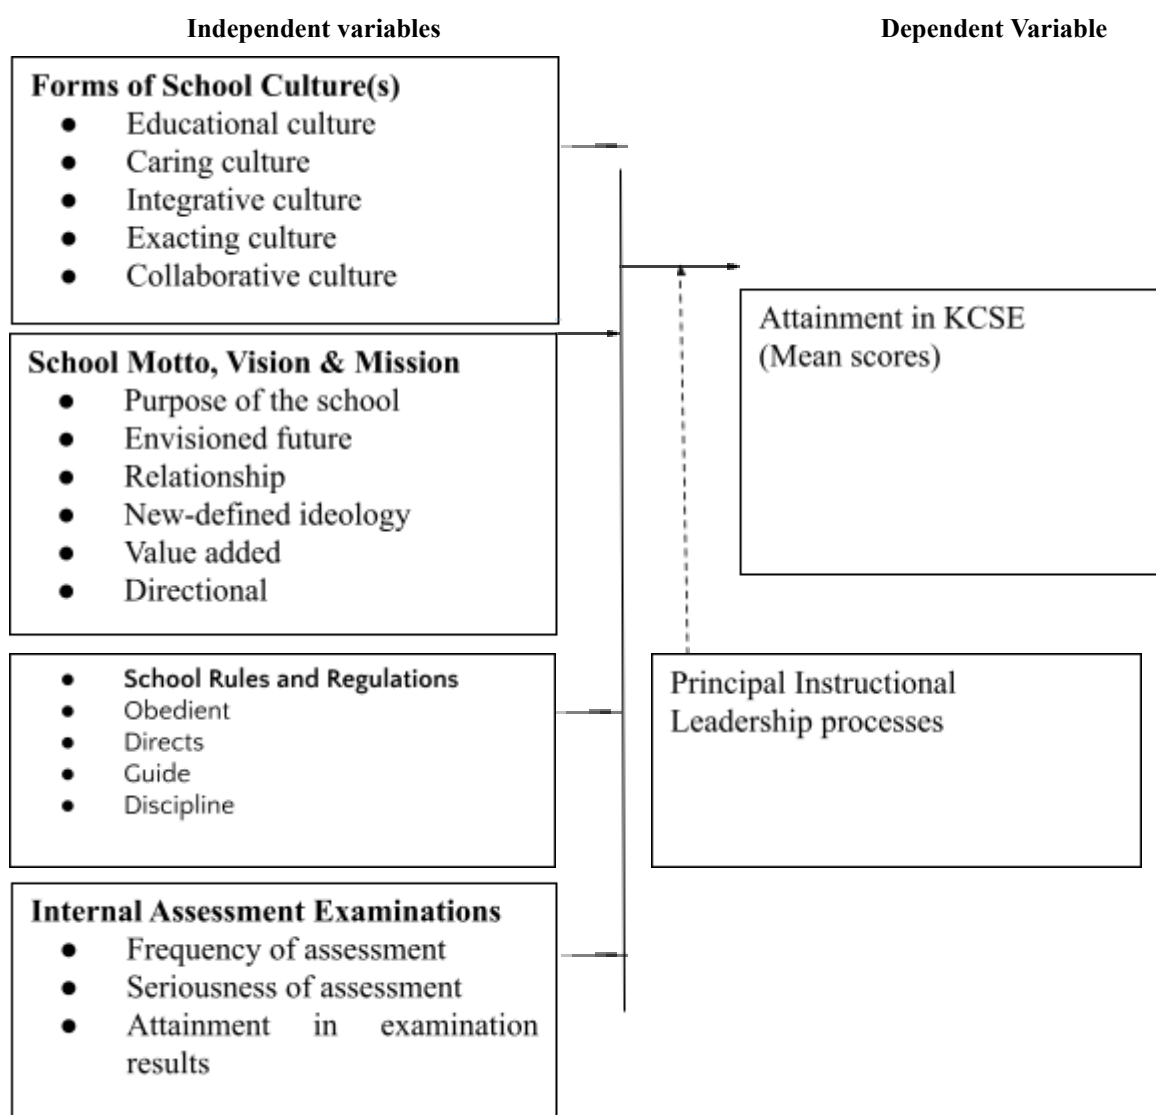 Independent variables
Dependent Variable
Forms of School Culture(s)
● Educational culture
● Caring culture
● Integrative culture
● Exacting culture
● Collaborative culture
School Motto, Vision & Mission
● Purpose of the school
● Envisioned future
● Relationship
● New-defined ideology
● Value added
● Directional
● School Rules and Regulations
● Obedient
● Directs
● Guide
● Discipline
Internal Assessment Examinations
● Frequency of assessment
● Seriousness of assessment
● Attainment in examination
results
Attainment in KCSE
(Mean scores)
Principal Instructional
Leadership processes